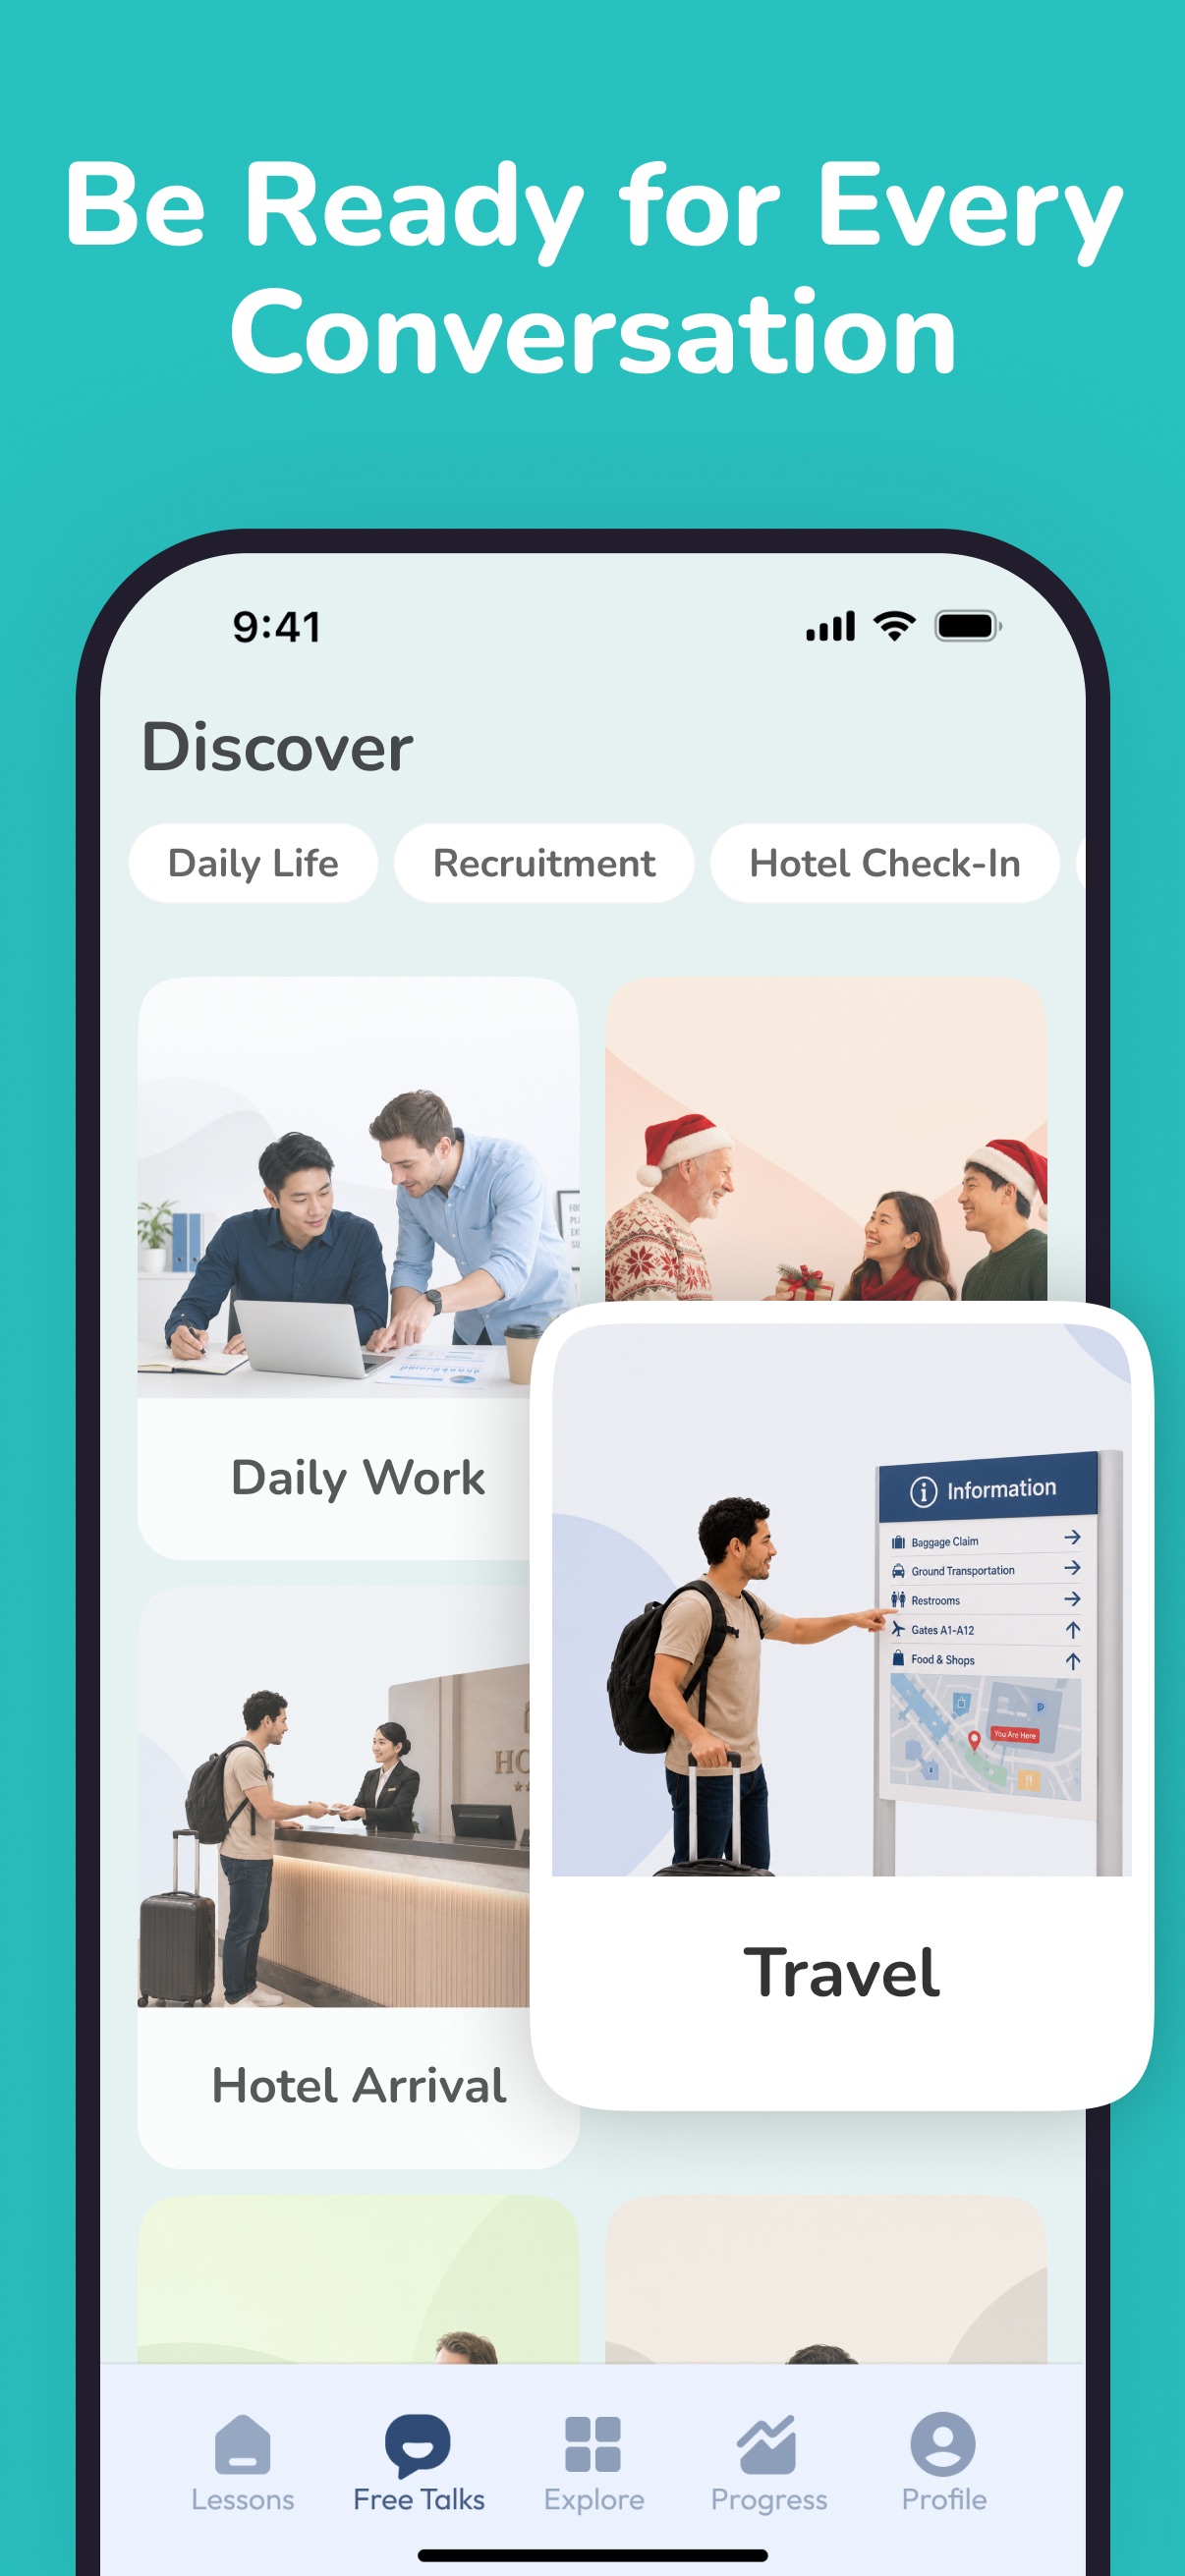 Be Ready for Every
Conversation
9:41
Discover
Daily Life
Recruitment
Hotel Check-In
Daily Work
Information
Baggage Claim
Ground Transportation
Restrooms
Gates A1-A12
Food & Shops
P
You Are Here
Travel
Hotel Arrival
Lessons
Free Talks
Explore
Progress
Profile